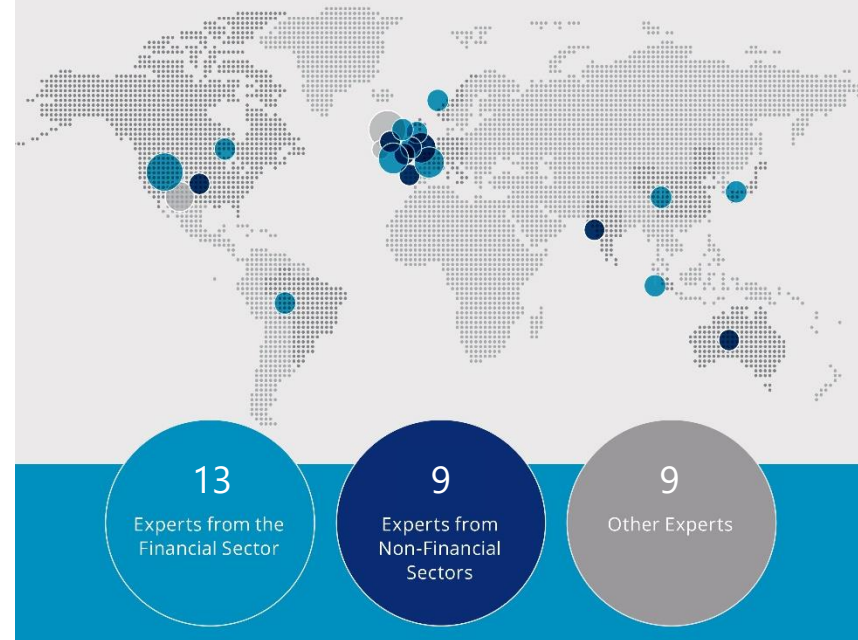 13
Experts from the
Financial Sector
9
Experts from
Non-Financial
Sectors
9
Other Experts